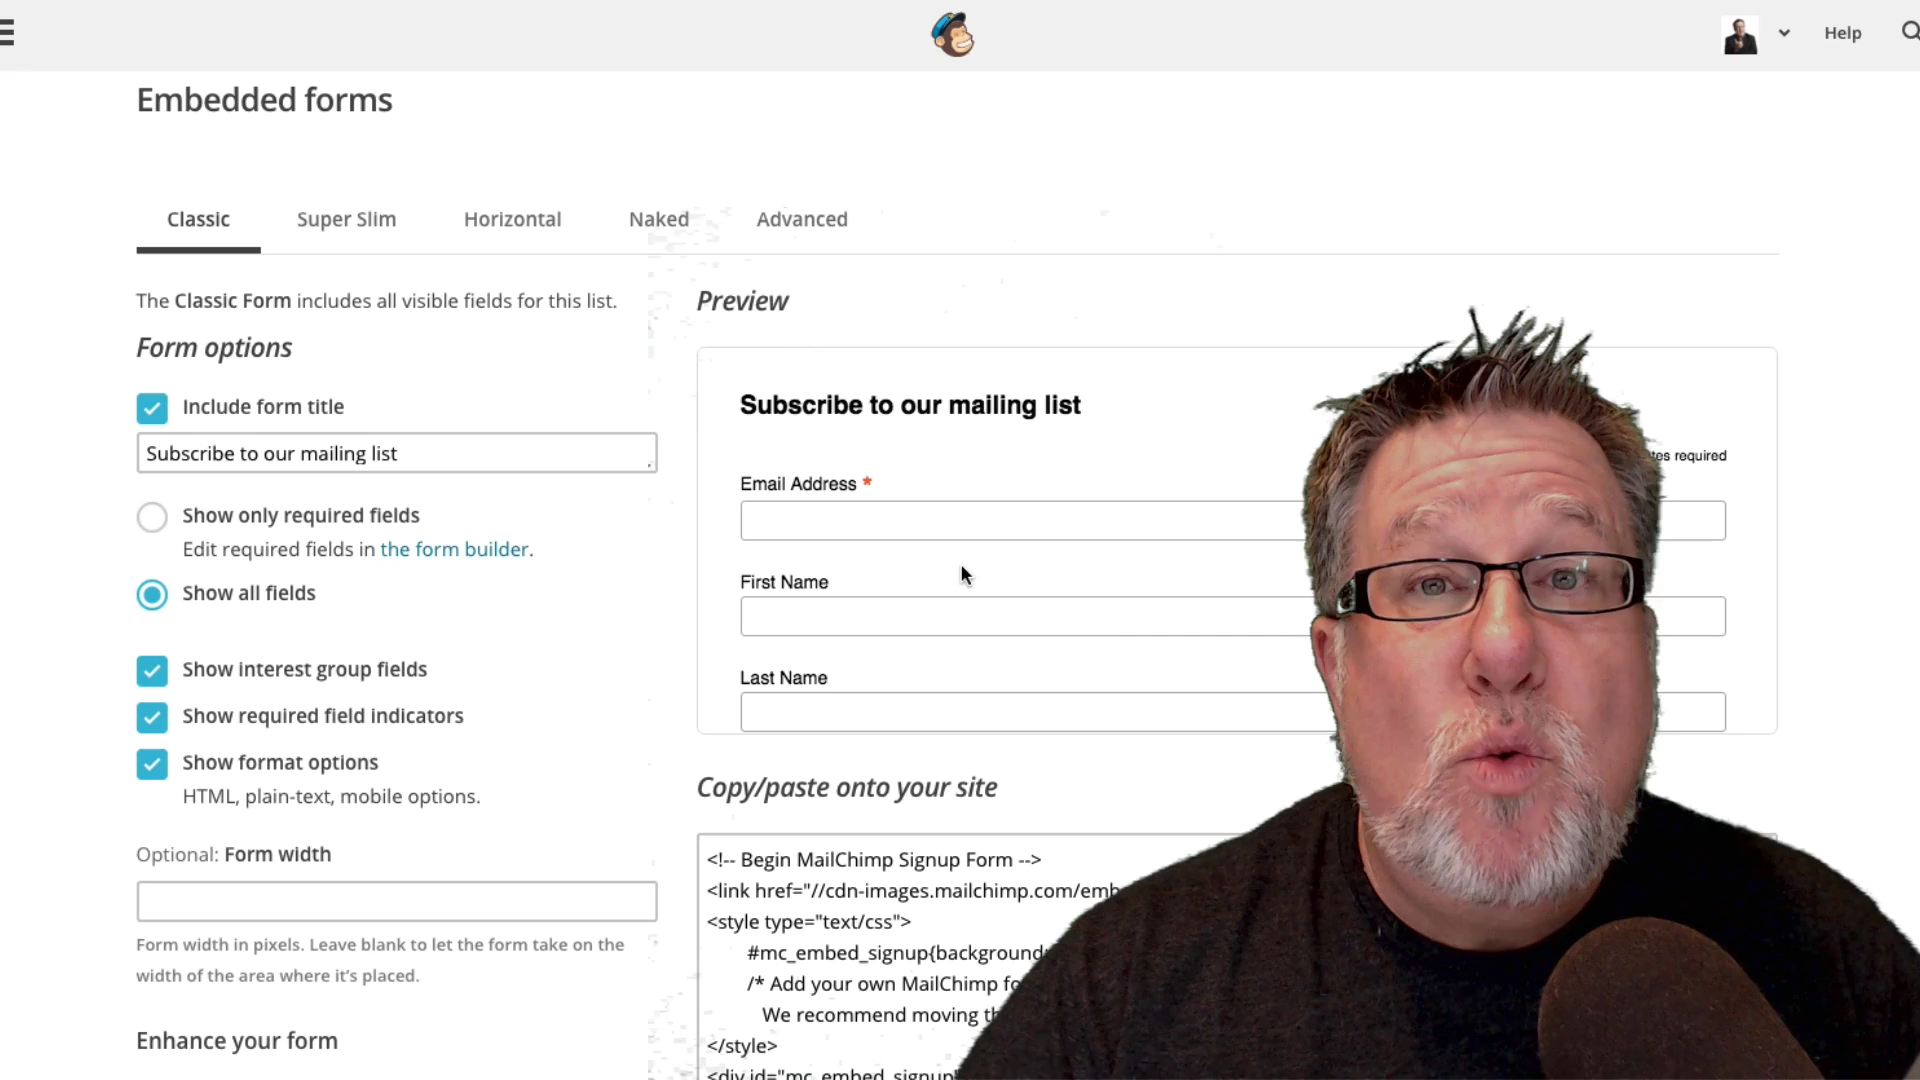 Help
Embedded forms
Classic Super Slim Horizontal Naked Advanced
The Classic Form includes all visible fields for this list.
Form options
Include form title
Subscribe to our mailing list
Show only required fields
Edit required fields in the form builder.
Show all fields
Show interest group fields
Show required field indicators
Show format options
HTML, plain-text, mobile options.
Optional: Form width
Form width in pixels. Leave blank to let the form take on the
width of the area where it's placed.
Enhance your form
Preview
Subscribe to our mailing list
required
Email Address *
First Name
Last Name
Copy/paste onto your site
<!-- Begin MailChimp Signup Form -->
<link href="//cdn-images.mailchimp.com/emb
<style type="text/css">
#mc_embed_signup{background:
/* Add your own MailChimp fo
We recommend moving th
</style>
<div id="mc_embed_signup"